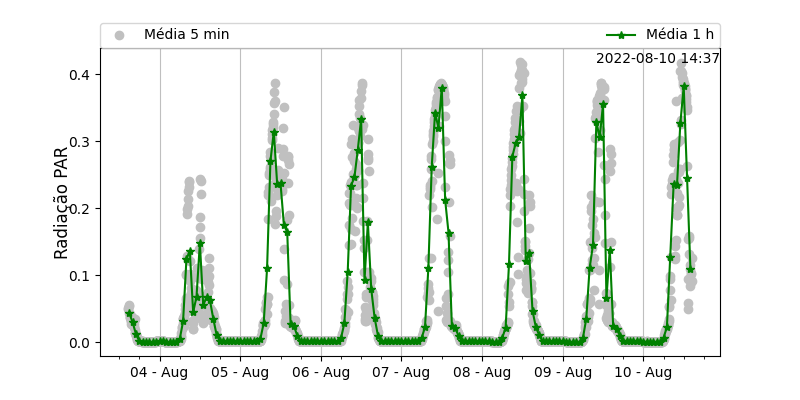 Média 5 min
Média 1 h
2022-08-10 14:37
Radiação PAR
0.4
0.3
0.2
0.1
0.0
04 - Aug
05 - Aug
06 - Aug
07 - Aug
08 - Aug
09 - Aug
10 - Aug